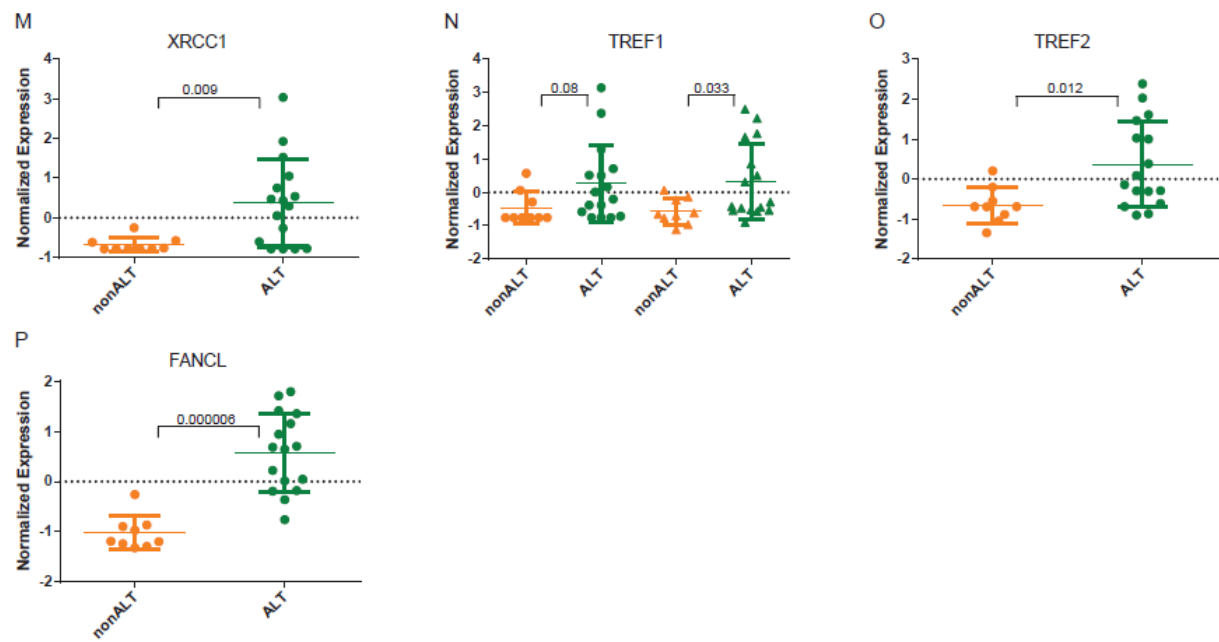 M
XRCC1
Normalized Expression
4
3
2
1
0
-1
0.009
nonALT
ALT
N
TREF1
Normalized Expression
4
3
2
1
0
-1
-2
0.08
0.033
nonALT
ALT
nonALT
ALT
O
TREF2
Normalized Expression
3
2
1
0
-1
-2
0.012
nonALT
ALT
P
FANCL
Normalized Expression
2
1
0
-1
-2
0.000006
nonALT
ALT